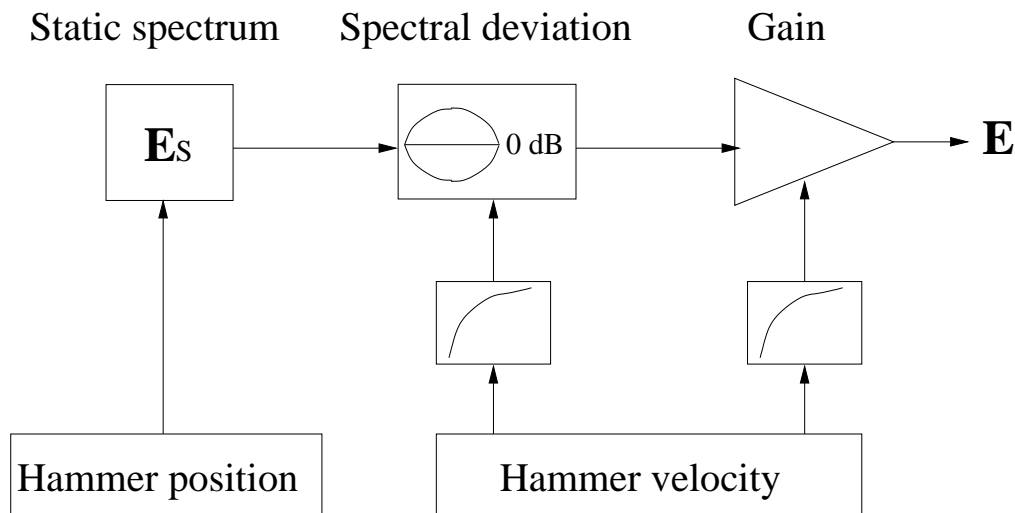 Static spectrum
Spectral deviation
Gain
Es
0 dB
E
Hammer position
Hammer velocity